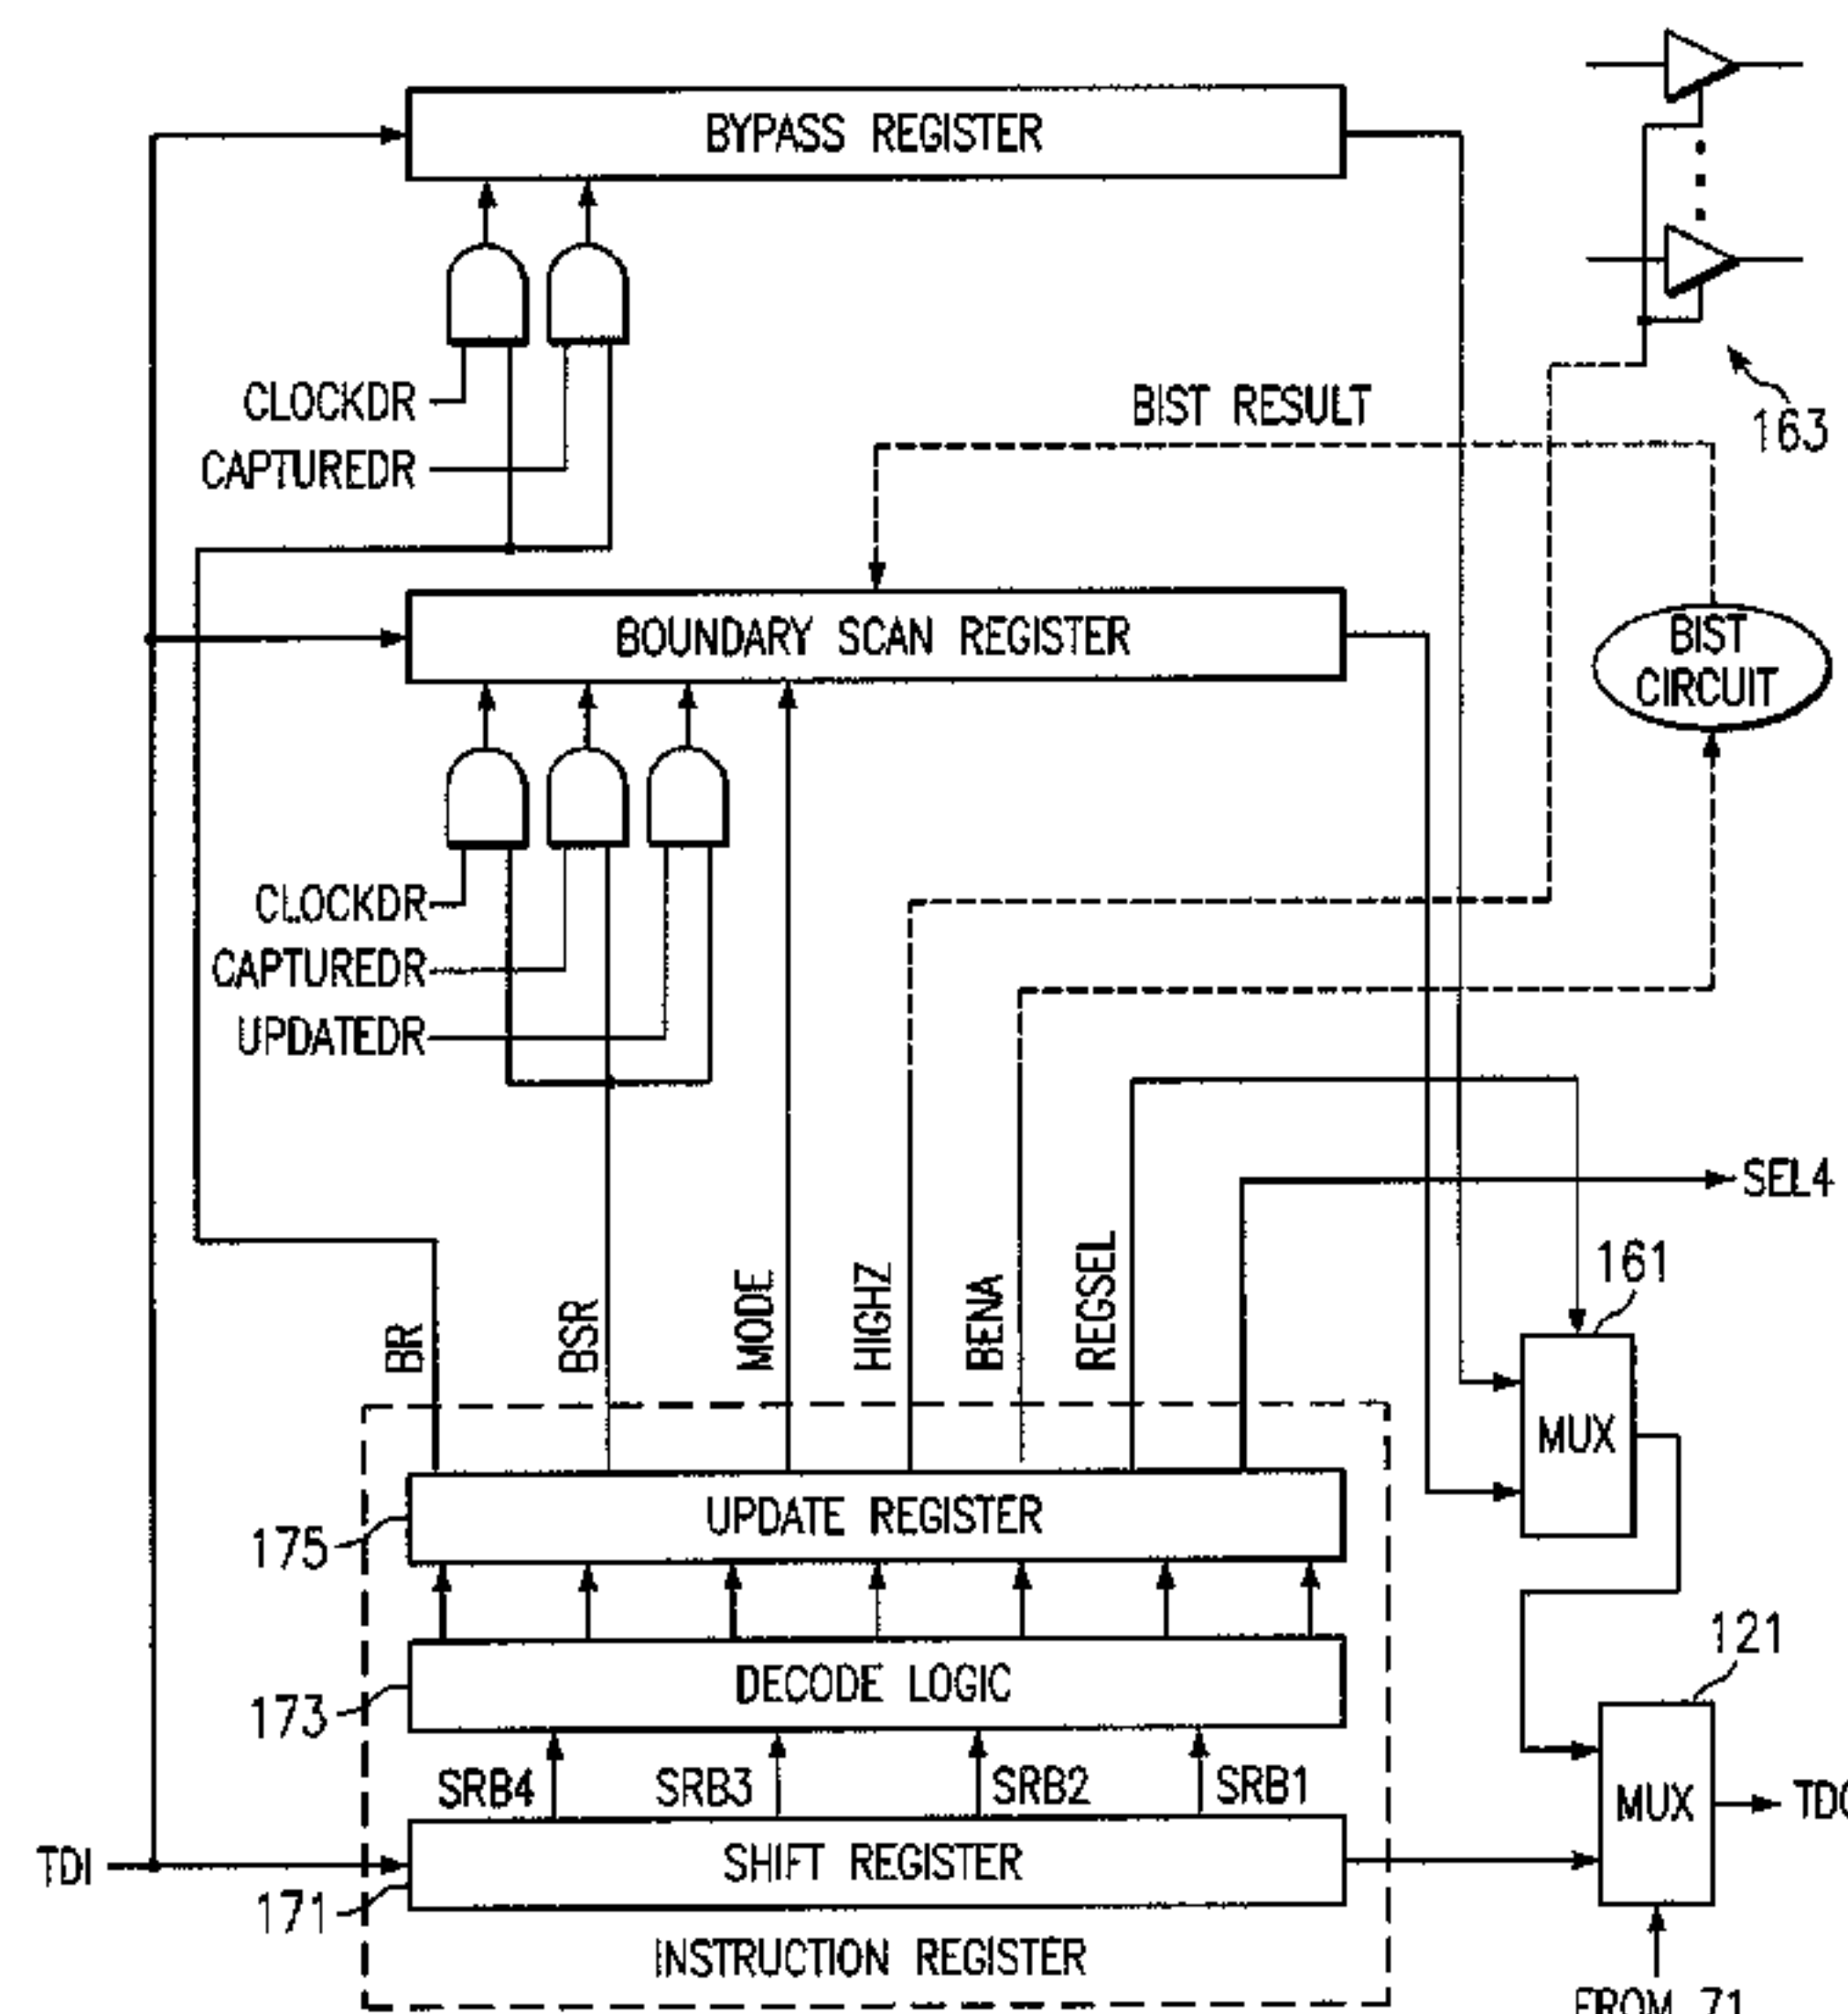 BYPASS REGISTER
CLOCKDR
CAPTUREDR
BIST RESULT
163
BOUNDARY SCAN REGISTER
BIST
CIRCUIT
CLOCKDR
CAPTUREDR
UPDATEDR
SEL4
161
BR
BSR
MODE
HIGHZ
BENA
REGSEL
MUX
UPDATE REGISTER
175
121
DECODE LOGIC
173
SRB4
SRB3
SRB2
SRB1
MUX
TDI
SHIFT REGISTER
171
INSTRUCTION REGISTER
FROM 71